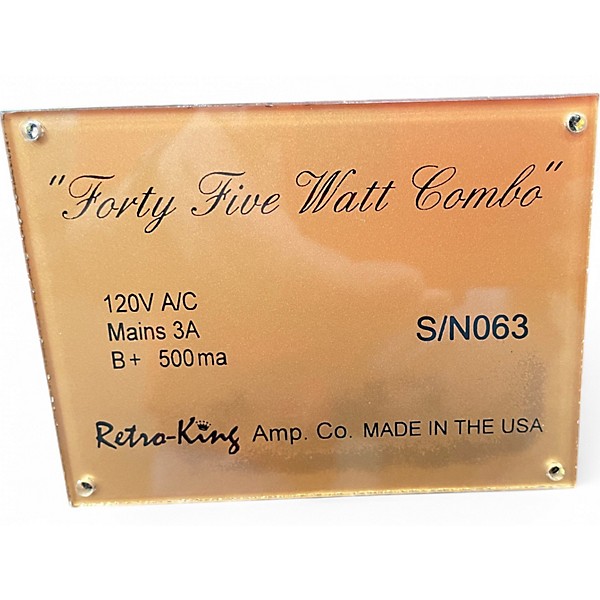 "Forty Five Watt Combo"
120V A/C
Mains 3A
S/N063
B+ 500ma
Retro-King Amp. Co. MADE IN THE USA